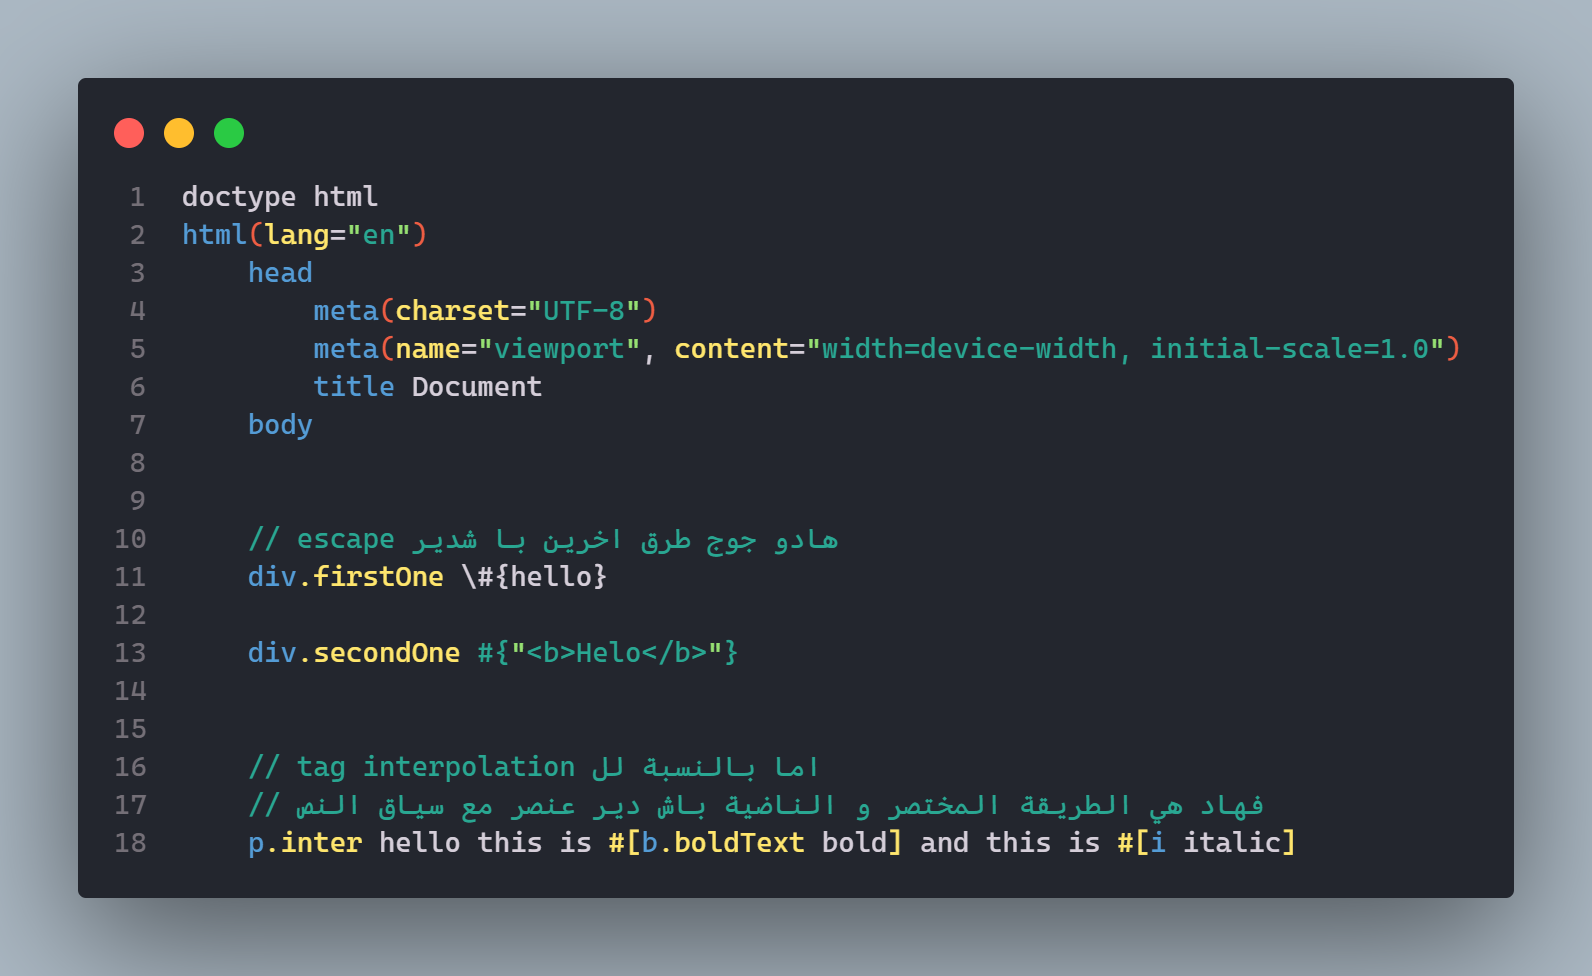 1 doctype html
2 html(lang="en")
3     head
4         meta(charset="UTF-8")
5         meta(name="viewport", content="width=device-width, initial-scale=1.0")
6         title Document
7     body
8
9
10     // escape هادو جوج طرق اخرين با شدير
11     div.firstOne \#{hello}
12
13     div.secondOne #{"<b>Helo</b>"}
14
15
16     // tag interpolation اما بالنسبة لل
17     // فهاد هي الطريقة المختصر و الناضية باش دير عنصر مع سياق النص
18     p.inter hello this is #[b.boldText bold] and this is #[i italic]